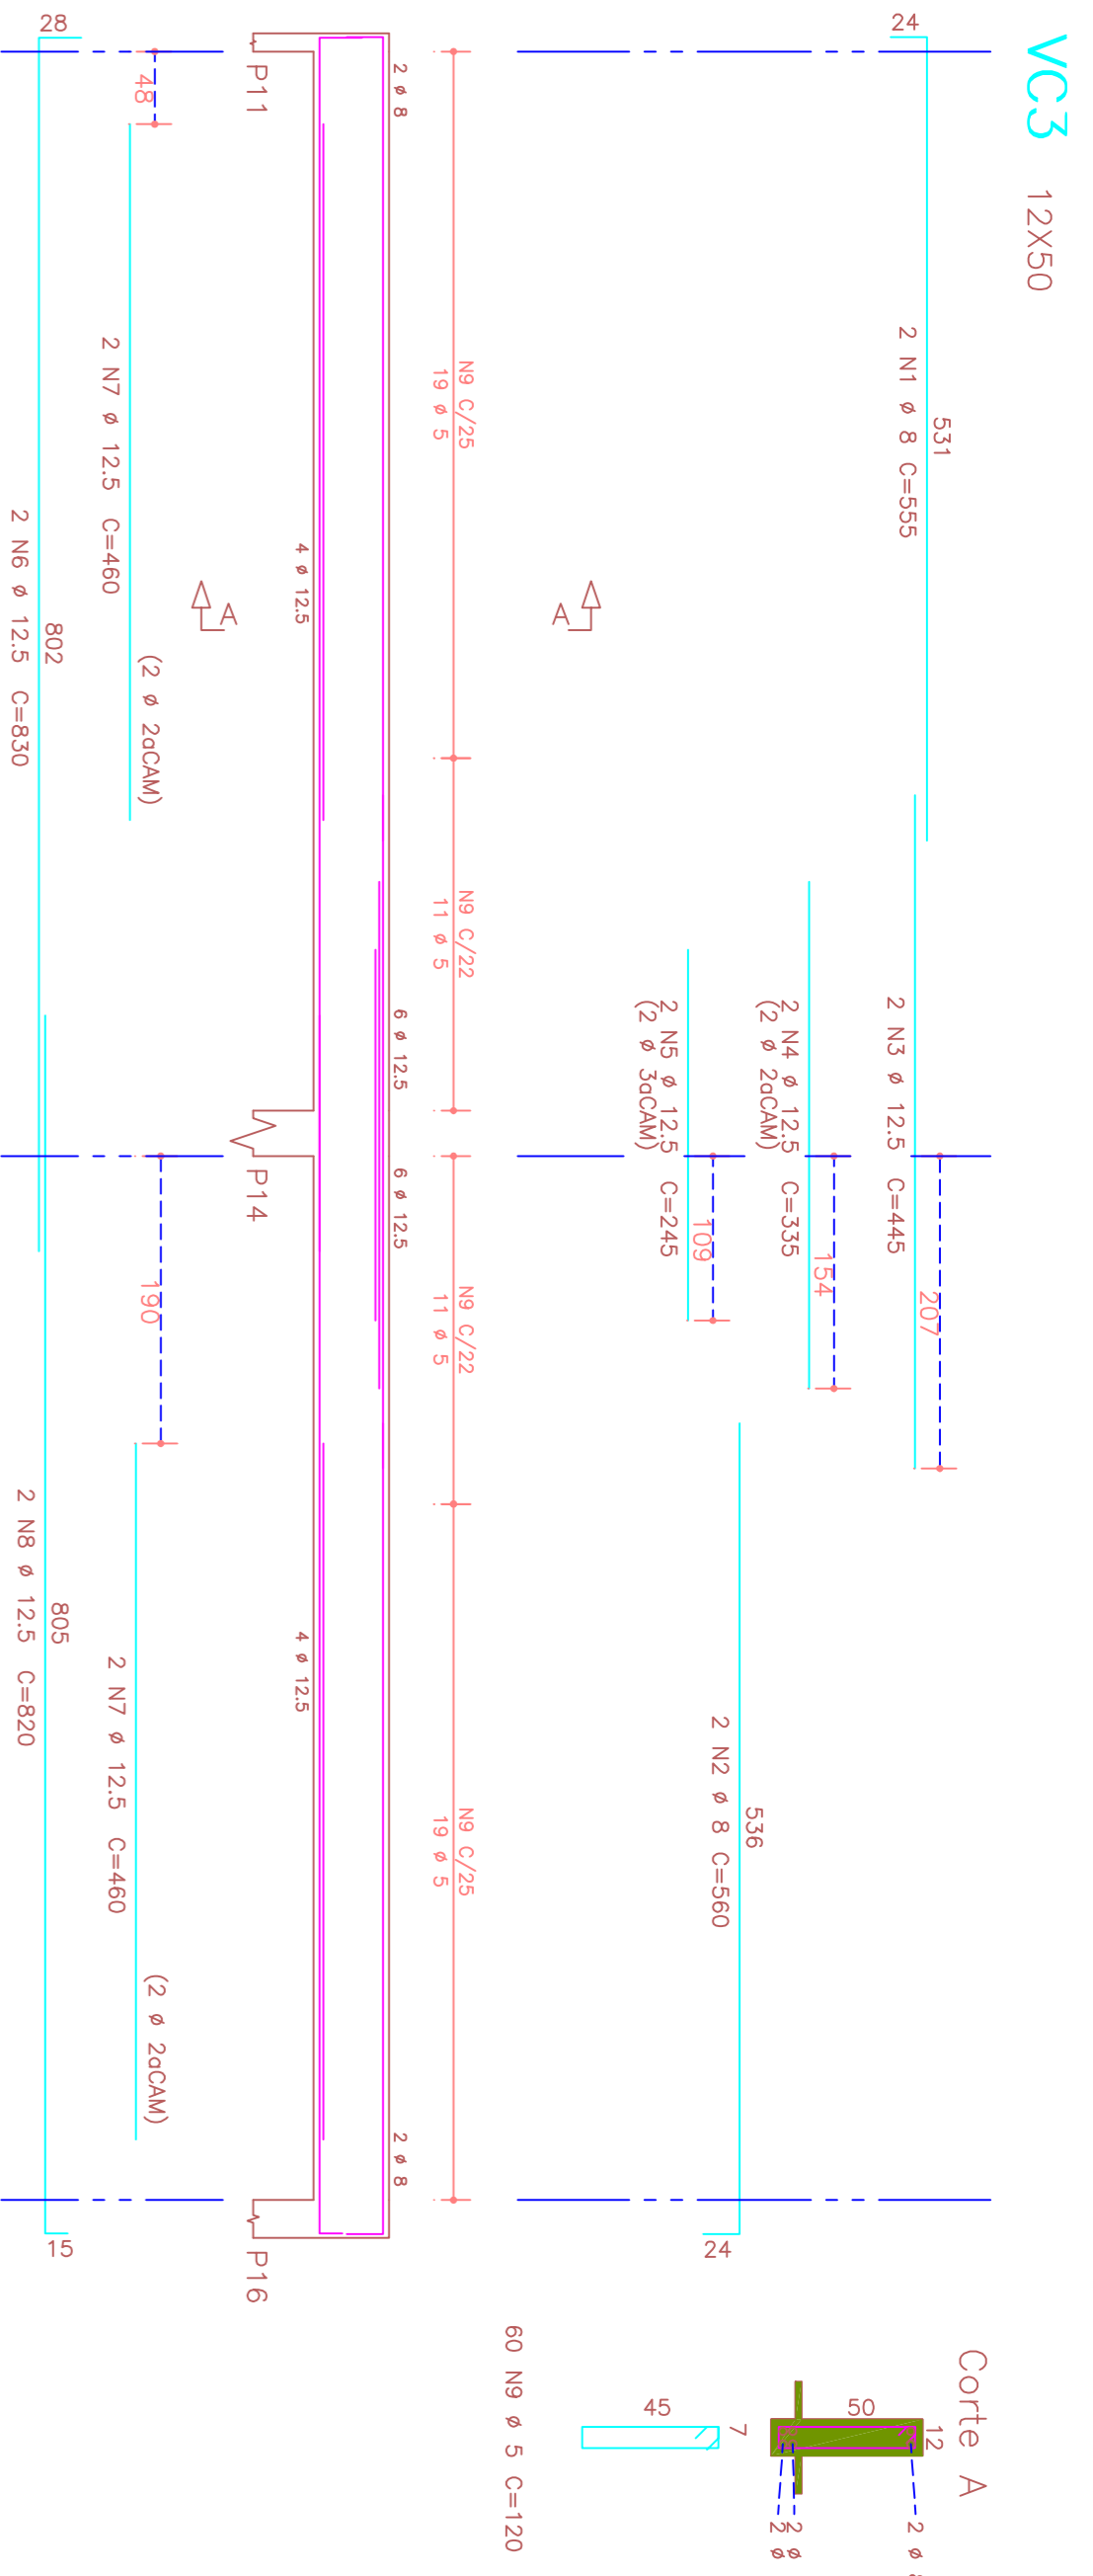 VC3 12X50
24
531
2 N1 ø 8 C=555
2 N3 ø 12.5 C=445
207
2 N4 ø 12.5 C=335
(2 ø 2aCAM)
154
2 N5 ø 12.5 C=245
(2 ø 3aCAM)
109
536
2 N2 ø 8 C=560
24
A
N9 C/25
19 ø 5
N9 C/22
11 ø 5
N9 C/22
11 ø 5
N9 C/25
19 ø 5
2 ø 8
6 ø 12.5
6 ø 12.5
2 ø 8
4 ø 12.5
4 ø 12.5
P11
P14
P16
A
48
190
(2 ø 2aCAM)
2 N7 ø 12.5 C=460
(2 ø 2aCAM)
2 N7 ø 12.5 C=460
28
802
2 N6 ø 12.5 C=830
805
2 N8 ø 12.5 C=820
15
Corte A
12
50
2 ø
2 ø
2 ø
7
45
60 N9 ø 5 C=120